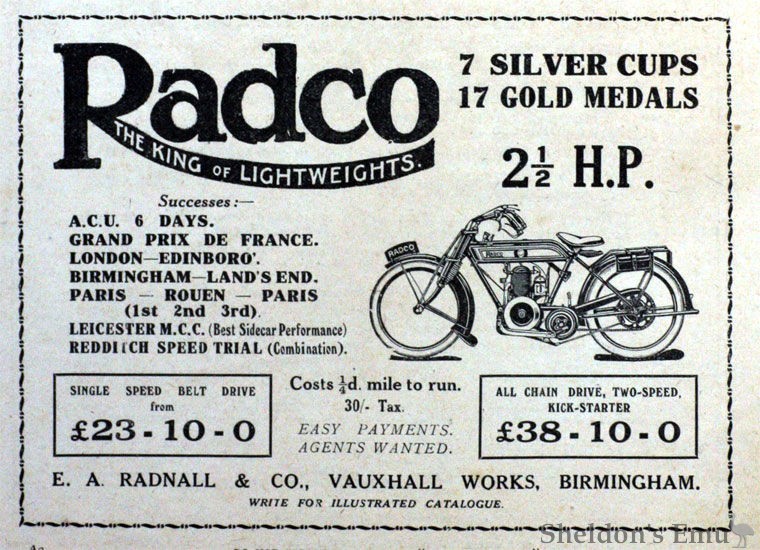 Radco
THE KING OF LIGHTWEIGHTS.
7 SILVER CUPS
17 GOLD MEDALS
2½ H.P.
Successes:—
A.C.U. 6 DAYS.
GRAND PRIX DE FRANCE.
LONDON—EDINBORO'.
BIRMINGHAM—LAND'S END.
PARIS — ROUEN — PARIS
(1st 2nd 3rd).
LEICESTER M.C.C. (Best Sidecar Performance)
REDDITCH SPEED TRIAL (Combination).
RADCO
Radco
SINGLE SPEED BELT DRIVE
from
£23-10-0
Costs ¼d. mile to run.
30/- Tax.
EASY PAYMENTS.
AGENTS WANTED.
ALL CHAIN DRIVE, TWO-SPEED,
KICK-STARTER
£38-10-0
E. A. RADNALL & CO., VAUXHALL WORKS, BIRMINGHAM.
WRITE FOR ILLUSTRATED CATALOGUE.
Sheldon's Emu